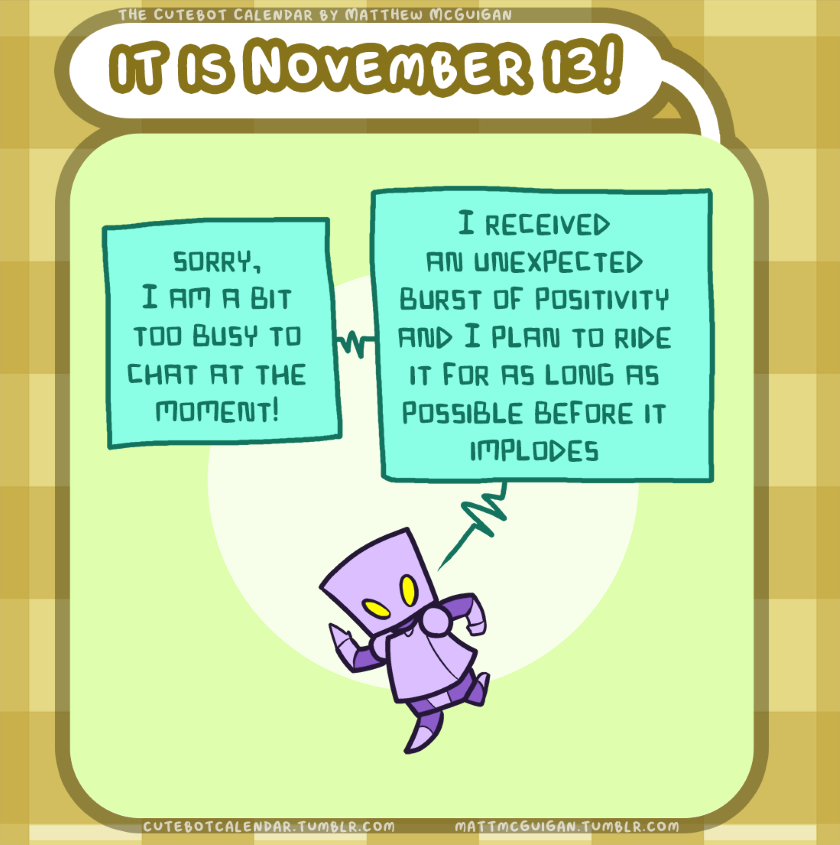 THE CUTEBOT CALENDAR BY MATTHEW MCGUIGAN
IT IS NOVEMBER 13!
SORRY,
I AM A BIT
TOO BUSY TO
CHAT AT THE
MOMENT!
I RECEIVED
AN UNEXPECTED
BURST OF POSITIVITY
AND I PLAN TO RIDE
IT FOR AS LONG AS
POSSIBLE BEFORE IT
IMPLODES
CUTEBOTCALENDAR.TUMBLR.COM
MATTMCGUIGAN.TUMBLR.COM